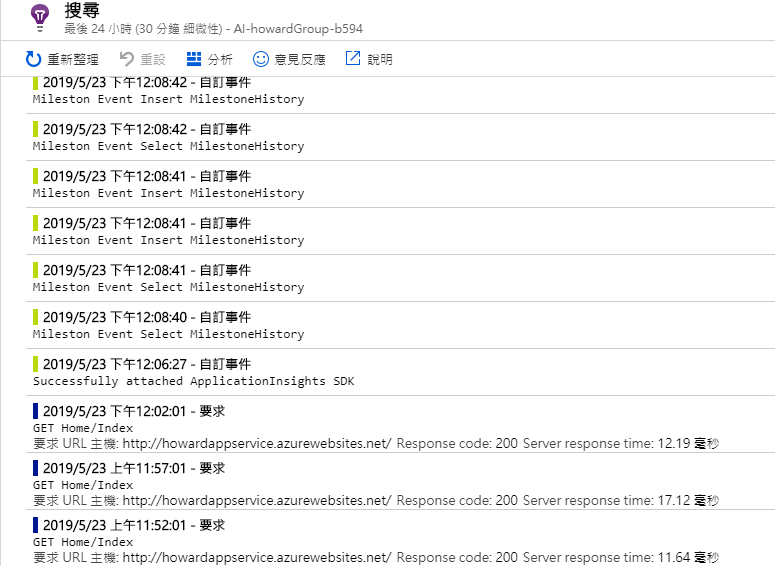 搜尋
最後 24 小時 (30 分鐘 細微性) - AI-howardGroup-b594
重新整理 重設 分析 意見反應 說明
2019/5/23 下午12:08:42 - 自訂事件
Mileston Event Insert MilestoneHistory
2019/5/23 下午12:08:42 - 自訂事件
Mileston Event Select MilestoneHistory
2019/5/23 下午12:08:41 - 自訂事件
Mileston Event Insert MilestoneHistory
2019/5/23 下午12:08:41 - 自訂事件
Mileston Event Insert MilestoneHistory
2019/5/23 下午12:08:41 - 自訂事件
Mileston Event Select MilestoneHistory
2019/5/23 下午12:08:40 - 自訂事件
Mileston Event Select MilestoneHistory
2019/5/23 下午12:06:27 - 自訂事件
Successfully attached ApplicationInsights SDK
2019/5/23 下午12:02:01 - 要求
GET Home/Index
要求 URL 主機: http://howardappservice.azurewebsites.net/ Response code: 200 Server response time: 12.19 毫秒
2019/5/23 上午11:57:01 - 要求
GET Home/Index
要求 URL 主機: http://howardappservice.azurewebsites.net/ Response code: 200 Server response time: 17.12 毫秒
2019/5/23 上午11:52:01 - 要求
GET Home/Index
要求 URL 主機: http://howardappservice.azurewebsites.net/ Response code: 200 Server response time: 11.64 毫秒